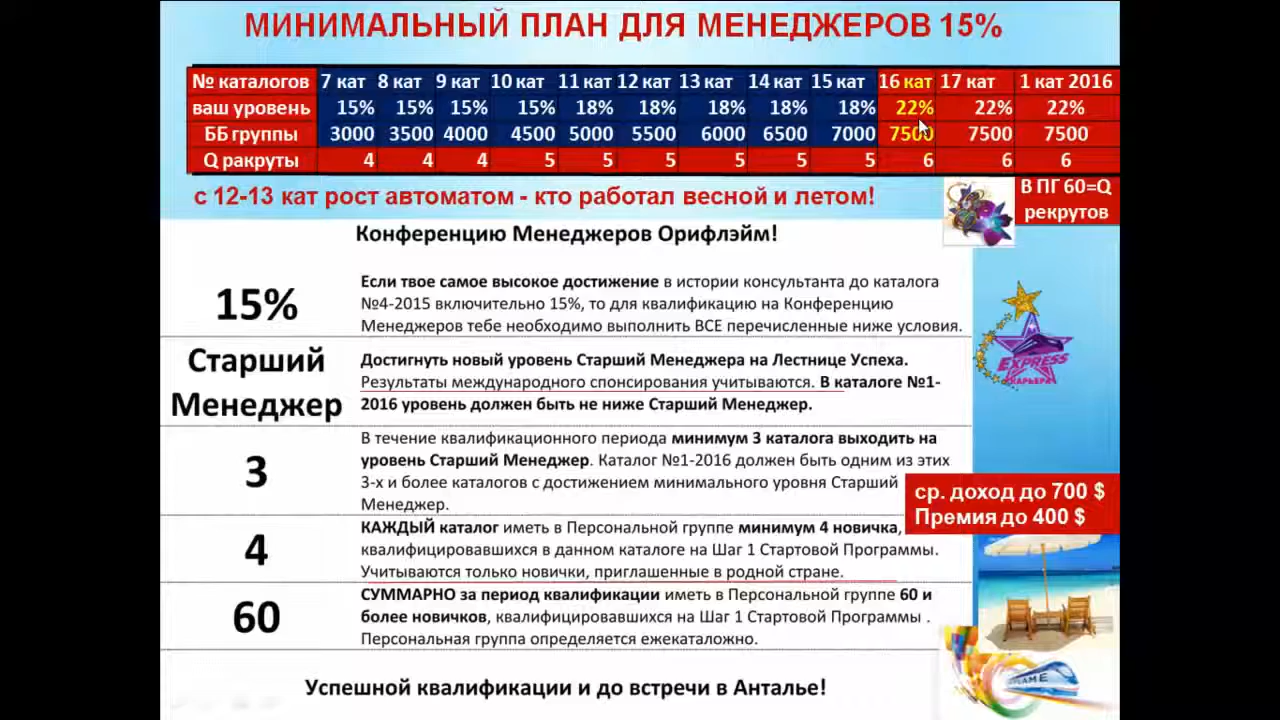 МИНИМАЛЬНЫЙ ПЛАН ДЛЯ МЕНЕДЖЕРОВ 15%
№ каталогов 7 кат 8 кат 9 кат 10 кат 11 кат 12 кат 13 кат 14 кат 15 кат 16 кат 17 кат 1 кат 2016
ваш уровень 15% 15% 15% 15% 18% 18% 18% 18% 18% 22% 22% 22%
ББ группы 3000 3500 4000 4500 5000 5500 6000 6500 7000 7500 7500 7500
Q ракруты 4 4 4 5 5 5 5 5 5 6 6 6
с 12-13 кат рост автоматом - кто работал весной и летом!
В ПГ 60=Q
рекрутов
Конференцию Менеджеров Орифлэйм!
15%
Если твое самое высокое достижение в истории консультанта до каталога
№4-2015 включительно 15%, то для квалификацию на Конференцию
Менеджеров тебе необходимо выполнить ВСЕ перечисленные ниже условия.
Старший
Менеджер
Достигнуть новый уровень Старший Менеджера на Лестнице Успеха.
Результаты международного спонсирования учитываются. В каталоге №1-
2016 уровень должен быть не ниже Старший Менеджер.
EXPRESS
КАРЬЕРА
3
В течение квалификационного периода минимум 3 каталога выходить на
уровень Старший Менеджер. Каталог №1-2016 должен быть одним из этих
3-х и более каталогов с достижением минимального уровня Старший
Менеджер.
ср. доход до 700 $
Премия до 400 $
4
КАЖДЫЙ каталог иметь в Персональной группе минимум 4 новичка,
квалифицировавшихся в данном каталоге на Шаг 1 Стартовой Программы.
Учитываются только новички, приглашенные в родной стране.
60
СУММАРНО за период квалификации иметь в Персональной группе 60 и
более новичков, квалифицировавшихся на Шаг 1 Стартовой Программы .
Персональная группа определяется ежекаталожно.
Успешной квалификации и до встречи в Анталье!